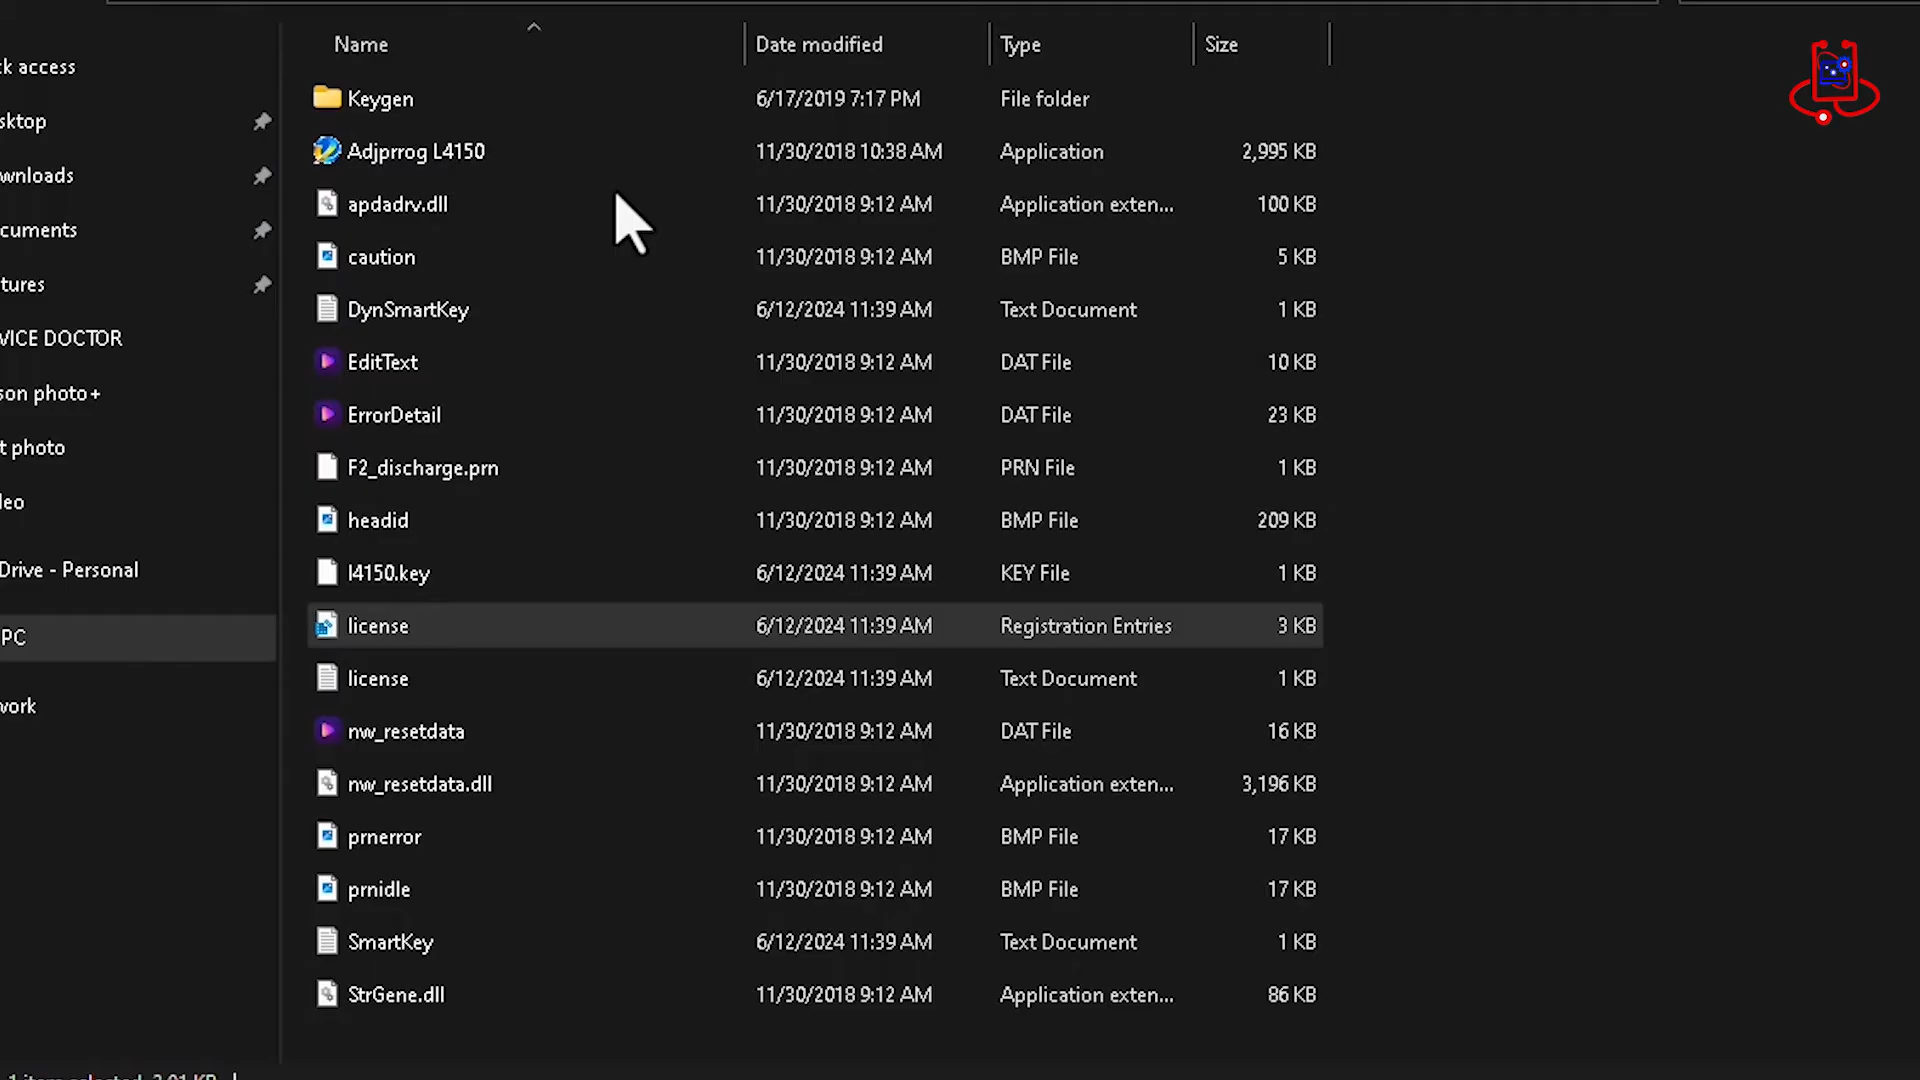 Name Date modified Type Size
ck access
Keygen 6/17/2019 7:17 PM File folder
sktop
Adjprrog L4150 11/30/2018 10:38 AM Application 2,995 KB
wnloads
apdadrv.dll 11/30/2018 9:12 AM Application exten... 100 KB
cuments
caution 11/30/2018 9:12 AM BMP File 5 KB
tures
DynSmartKey 6/12/2024 11:39 AM Text Document 1 KB
VICE DOCTOR
EditText 11/30/2018 9:12 AM DAT File 10 KB
son photo+
ErrorDetail 11/30/2018 9:12 AM DAT File 23 KB
t photo
F2_discharge.prn 11/30/2018 9:12 AM PRN File 1 KB
leo
headid 11/30/2018 9:12 AM BMP File 209 KB
Drive - Personal
l4150.key 6/12/2024 11:39 AM KEY File 1 KB
PC
license 6/12/2024 11:39 AM Registration Entries 3 KB
license 6/12/2024 11:39 AM Text Document 1 KB
work
nw_resetdata 11/30/2018 9:12 AM DAT File 16 KB
nw_resetdata.dll 11/30/2018 9:12 AM Application exten... 3,196 KB
prnerror 11/30/2018 9:12 AM BMP File 17 KB
prnidle 11/30/2018 9:12 AM BMP File 17 KB
SmartKey 6/12/2024 11:39 AM Text Document 1 KB
StrGene.dll 11/30/2018 9:12 AM Application exten... 86 KB
1 item selected 3.01 KB